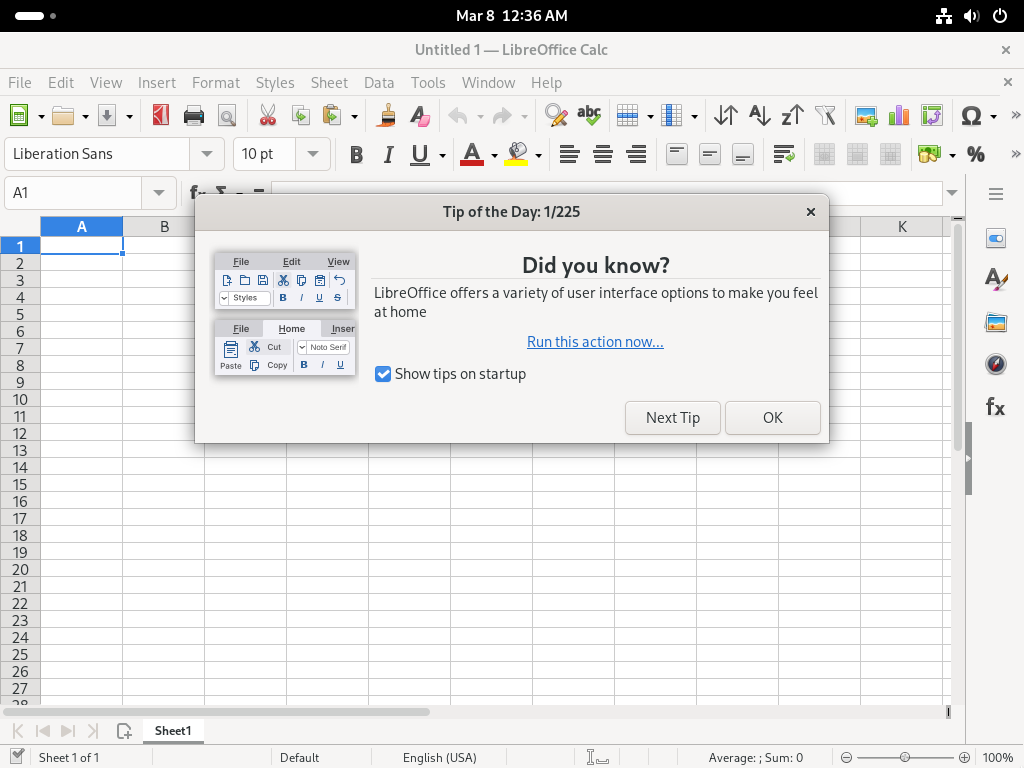 Mar 8 12:36 AM
Untitled 1 — LibreOffice Calc
File Edit View Insert Format Styles Sheet Data Tools Window Help
Liberation Sans 10 pt
A1
Tip of the Day: 1/225
A B K
File Edit View
Styles B I U S
File Home Inser
Cut Noto Serif
Paste Copy B I U
Did you know?
LibreOffice offers a variety of user interface options to make you feel
at home
Run this action now...
Show tips on startup
Next Tip OK
1
2
3
4
5
6
7
8
9
10
11
12
13
14
15
16
17
18
19
20
21
22
23
24
25
26
27
28
Sheet1
Sheet 1 of 1 Default English (USA) Average: ; Sum: 0 100%